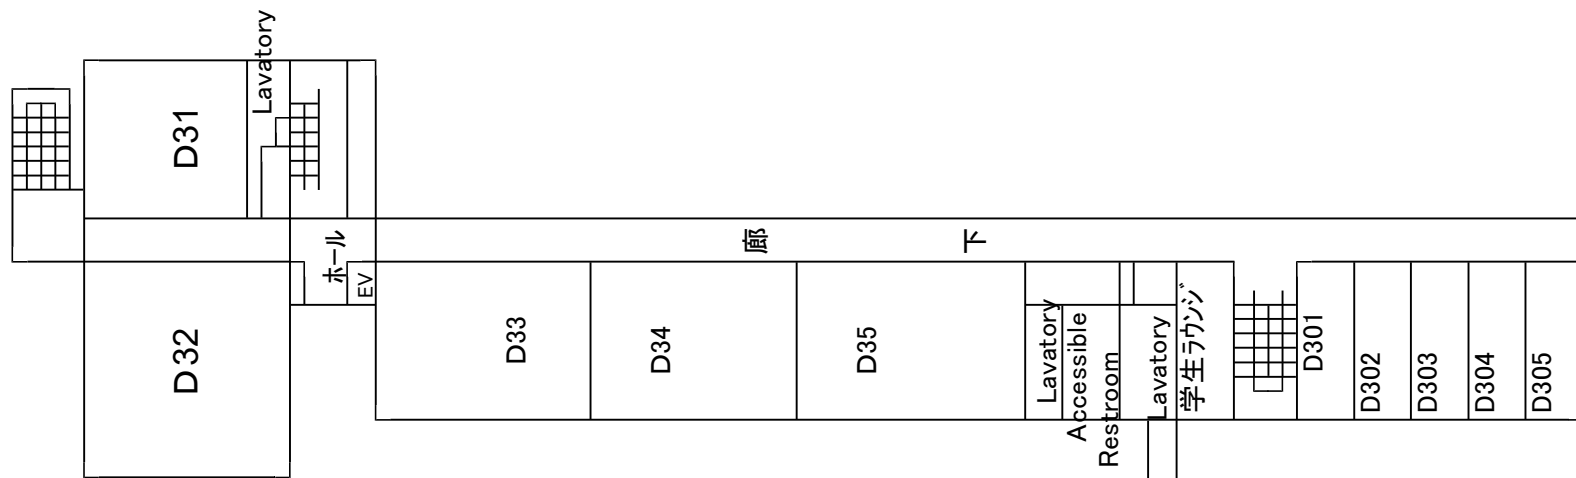 D31
Lavatory
D32
ホール
EV
廊下
D33
D34
D35
Lavatory
Accessible
Restroom
Lavatory
学生ラウンジ
D301
D302
D303
D304
D305